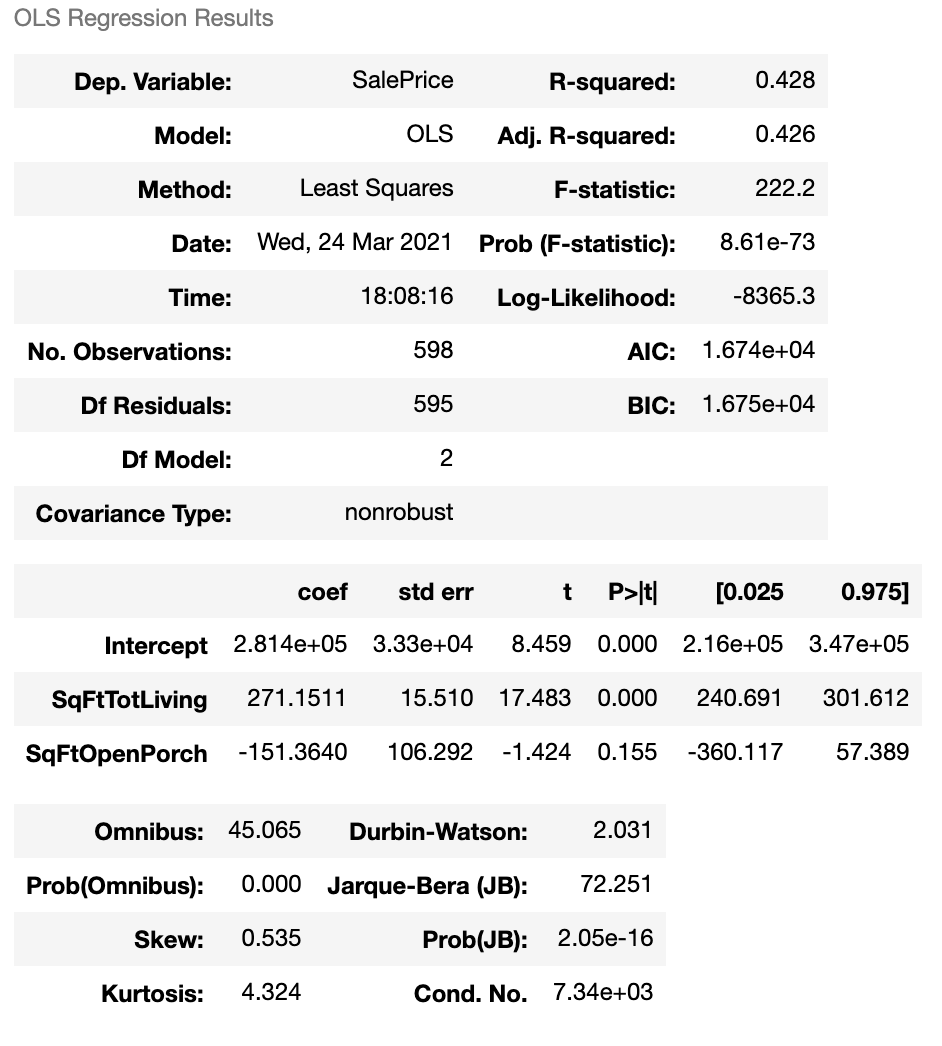 OLS Regression Results
Dep. Variable: SalePrice R-squared: 0.428
Model: OLS Adj. R-squared: 0.426
Method: Least Squares F-statistic: 222.2
Date: Wed, 24 Mar 2021 Prob (F-statistic): 8.61e-73
Time: 18:08:16 Log-Likelihood: -8365.3
No. Observations: 598 AIC: 1.674e+04
Df Residuals: 595 BIC: 1.675e+04
Df Model: 2
Covariance Type: nonrobust
coef std err t P>|t| [0.025 0.975]
Intercept 2.814e+05 3.33e+04 8.459 0.000 2.16e+05 3.47e+05
SqFtTotLiving 271.1511 15.510 17.483 0.000 240.691 301.612
SqFtOpenPorch -151.3640 106.292 -1.424 0.155 -360.117 57.389
Omnibus: 45.065 Durbin-Watson: 2.031
Prob(Omnibus): 0.000 Jarque-Bera (JB): 72.251
Skew: 0.535 Prob(JB): 2.05e-16
Kurtosis: 4.324 Cond. No. 7.34e+03